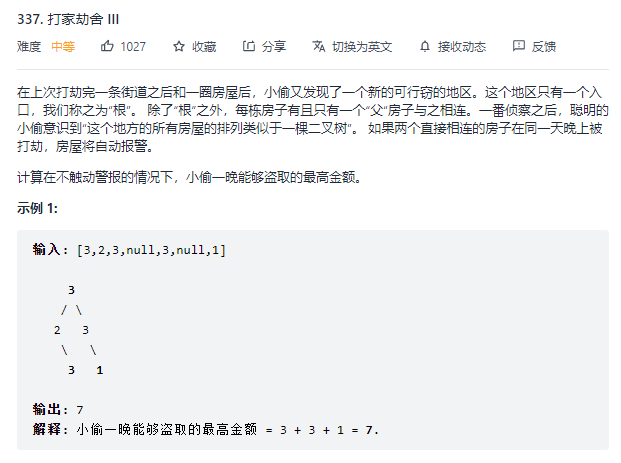 337. 打家劫舍 III
难度 中等 1027 收藏 分享 切换为英文 接收动态 反馈
在上次打劫完一条街道之后和一圈房屋后，小偷又发现了一个新的可行窃的地区。这个地区只有一个入
口，我们称之为“根”。 除了“根”之外，每栋房子有且只有一个“父”房子与之相连。一番侦察之后，聪明的
小偷意识到“这个地方的所有房屋的排列类似于一棵二叉树”。 如果两个直接相连的房子在同一天晚上被
打劫，房屋将自动报警。
计算在不触动警报的情况下，小偷一晚能够盗取的最高金额。
示例 1:
输入: [3,2,3,null,3,null,1]
3
/ \
2 3
\ \
3 1
输出: 7
解释: 小偷一晚能够盗取的最高金额 = 3 + 3 + 1 = 7.